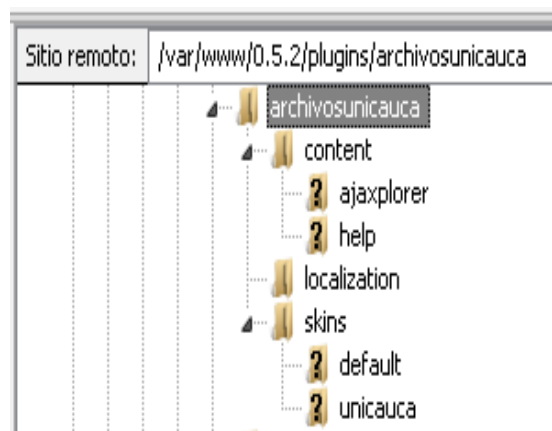 Sitio remoto: /var/www/0.5.2/plugins/archivosunicauca
archivosunicauca
content
ajaxplorer
help
localization
skins
default
unicauca